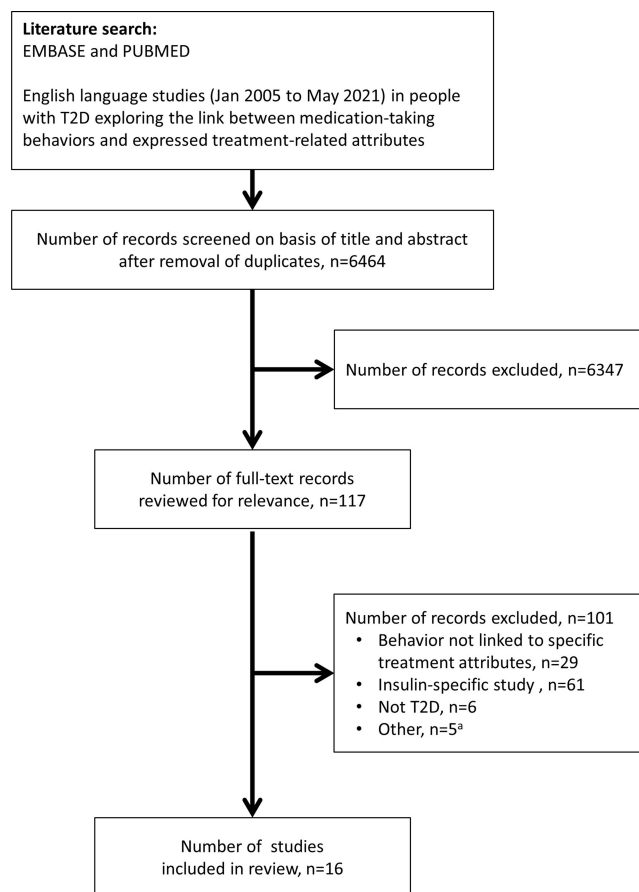 Literature search:
EMBASE and PUBMED
English language studies (Jan 2005 to May 2021) in people
with T2D exploring the link between medication-taking
behaviors and expressed treatment-related attributes
Number of records screened on basis of title and abstract
after removal of duplicates, n=6464
Number of records excluded, n=6347
Number of full-text records
reviewed for relevance, n=117
Number of records excluded, n=101
• Behavior not linked to specific
treatment attributes, n=29
• Insulin-specific study , n=61
• Not T2D, n=6
• Other, n=5ᵃ
Number of studies
included in review, n=16